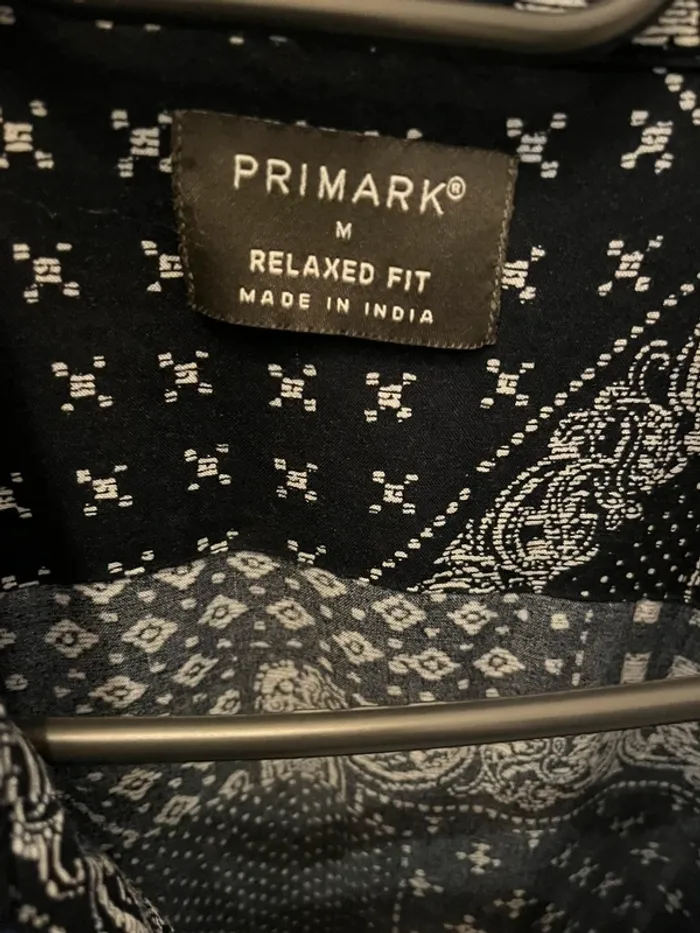 PRIMARK®
M
RELAXED FIT
MADE IN INDIA